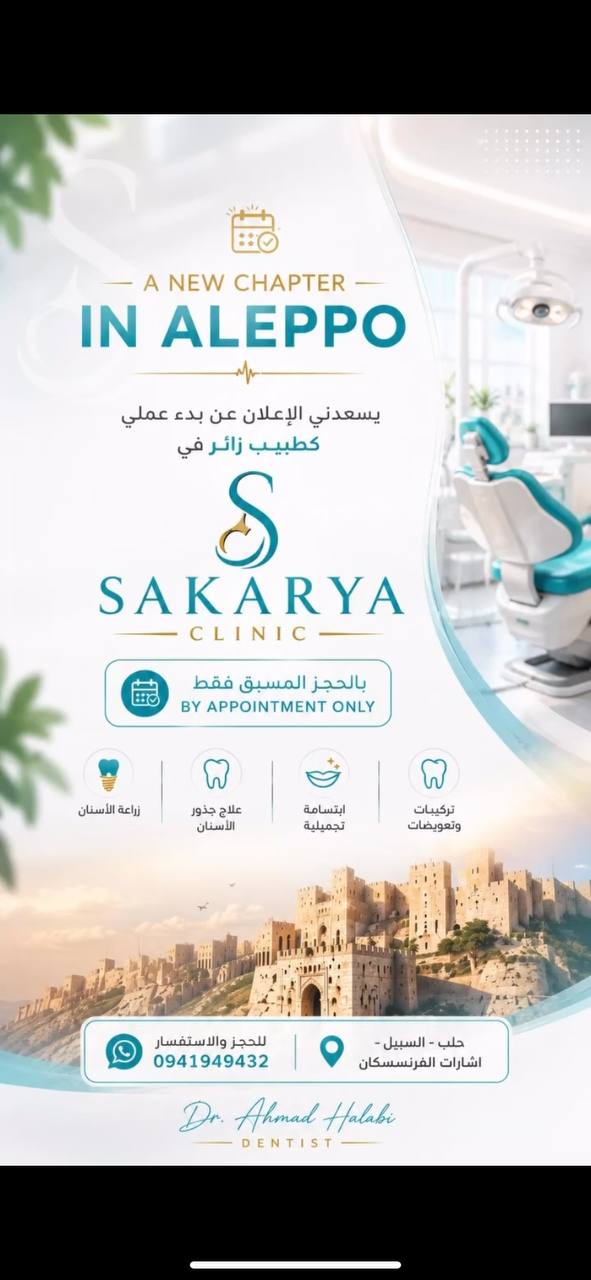 A NEW CHAPTER
IN ALEPPO
يسعدني الإعلان عن بدء عملي
كطبيب زائر في
SAKARYA
CLINIC
بالحجز المسبق فقط
BY APPOINTMENT ONLY
تركيبات
وتعويضات
ابتسامة
تجميلية
علاج جذور
الأسنان
زراعة الأسنان
حلب - السبيل -
اشارات الفرنسسكان
للحجز والاستفسار
0941949432
Dr. Ahmad Halabi
DENTIST